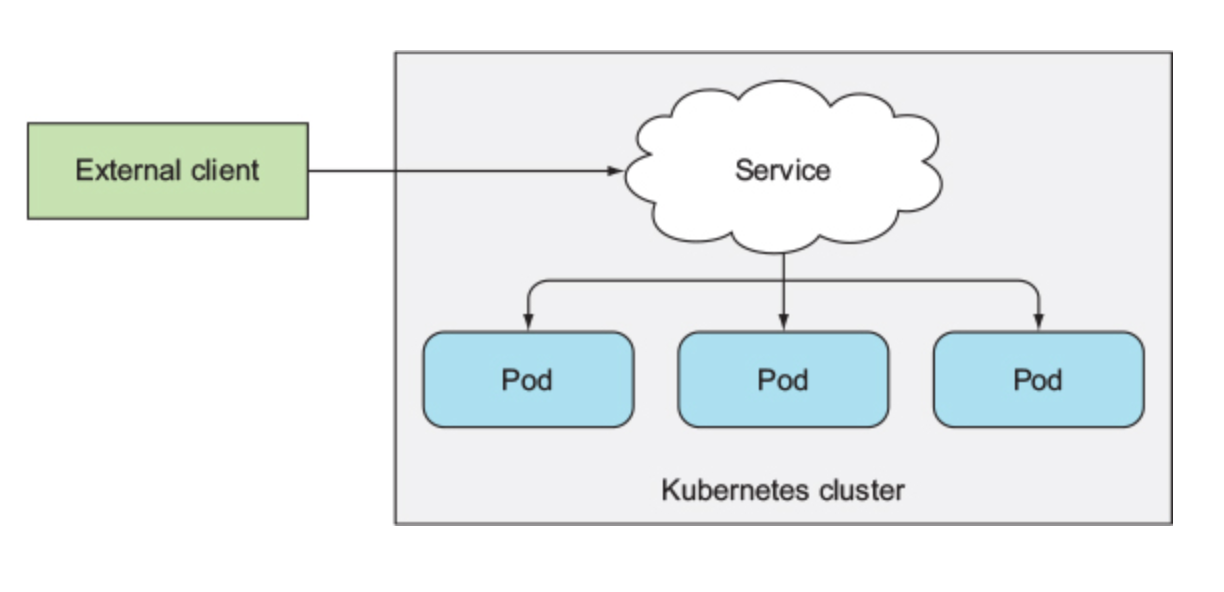 External client
Service
Pod
Pod
Pod
Kubernetes cluster